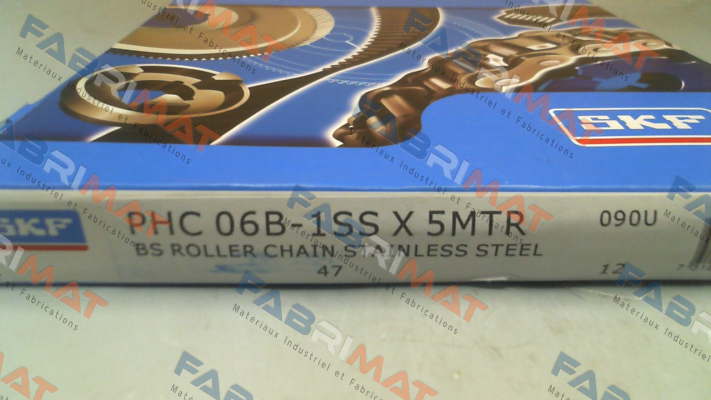 SKF
SKF
PHC 06B-1SS X 5MTR
090U
BS ROLLER CHAIN STAINLESS STEEL
47
12
FABRIMAT
Materiaux Industriel et Fabrications